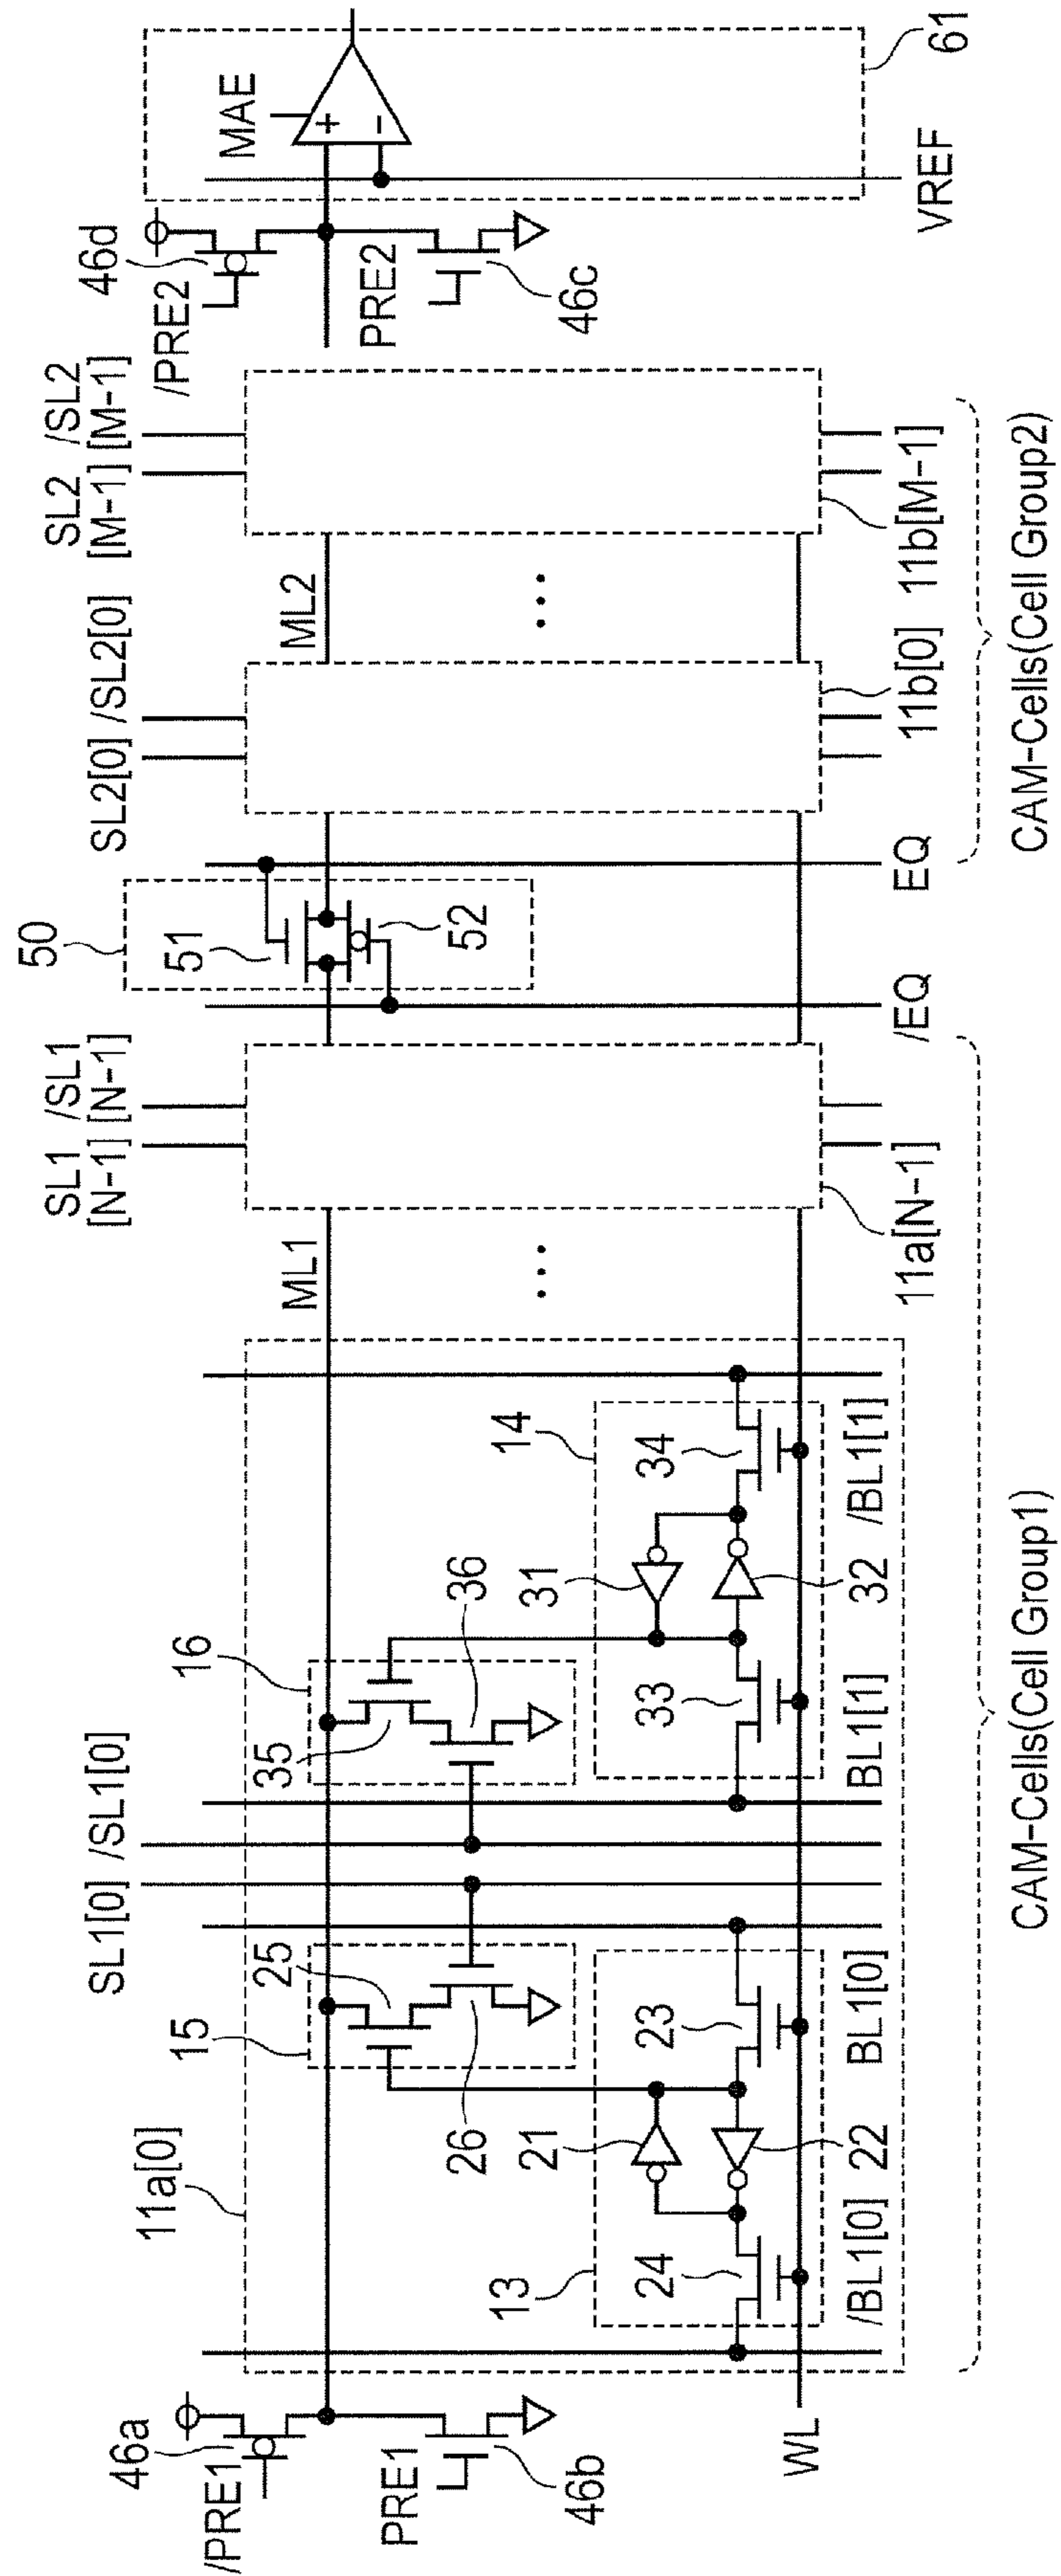 46a
/PRE1
PRE1
46b
WL
11a[0]
SL1[0] /SL1[0]
15
25
26
16
35
36
13
21
22
23
24
14
31
32
33
34
/BL1[0]
BL1[0]
BL1[1]
/BL1[1]
ML1
...
SL1 /SL1
[N-1] [N-1]
11a[N-1]
CAM-Cells(Cell Group1)
50
51
52
/EQ
EQ
SL2[0] /SL2[0]
11b[0]
ML2
...
SL2 /SL2
[M-1] [M-1]
11b[M-1]
CAM-Cells(Cell Group2)
46d
/PRE2
PRE2
46c
MAE
+
-
VREF
61